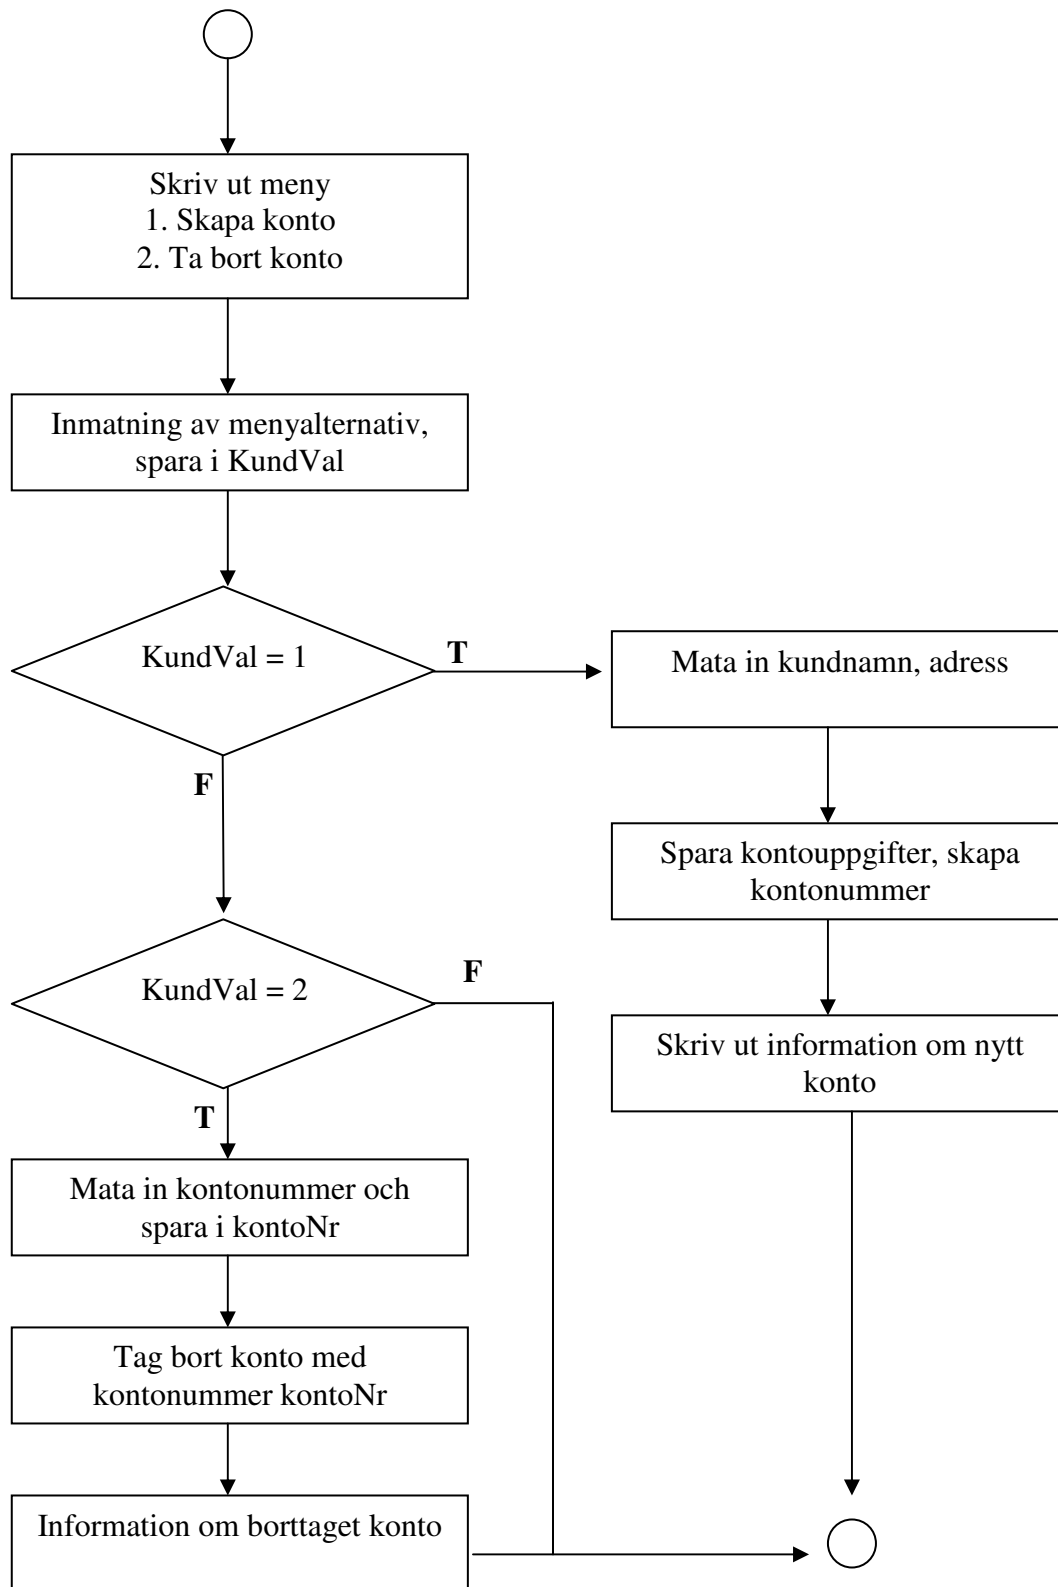 Skriv ut meny
1. Skapa konto
2. Ta bort konto
Inmatning av menyalternativ,
spara i KundVal
KundVal = 1
T
Mata in kundnamn, adress
F
Spara kontouppgifter, skapa
kontonummer
KundVal = 2
F
Skriv ut information om nytt
konto
T
Mata in kontonummer och
spara i kontoNr
Tag bort konto med
kontonummer kontoNr
Information om borttaget konto